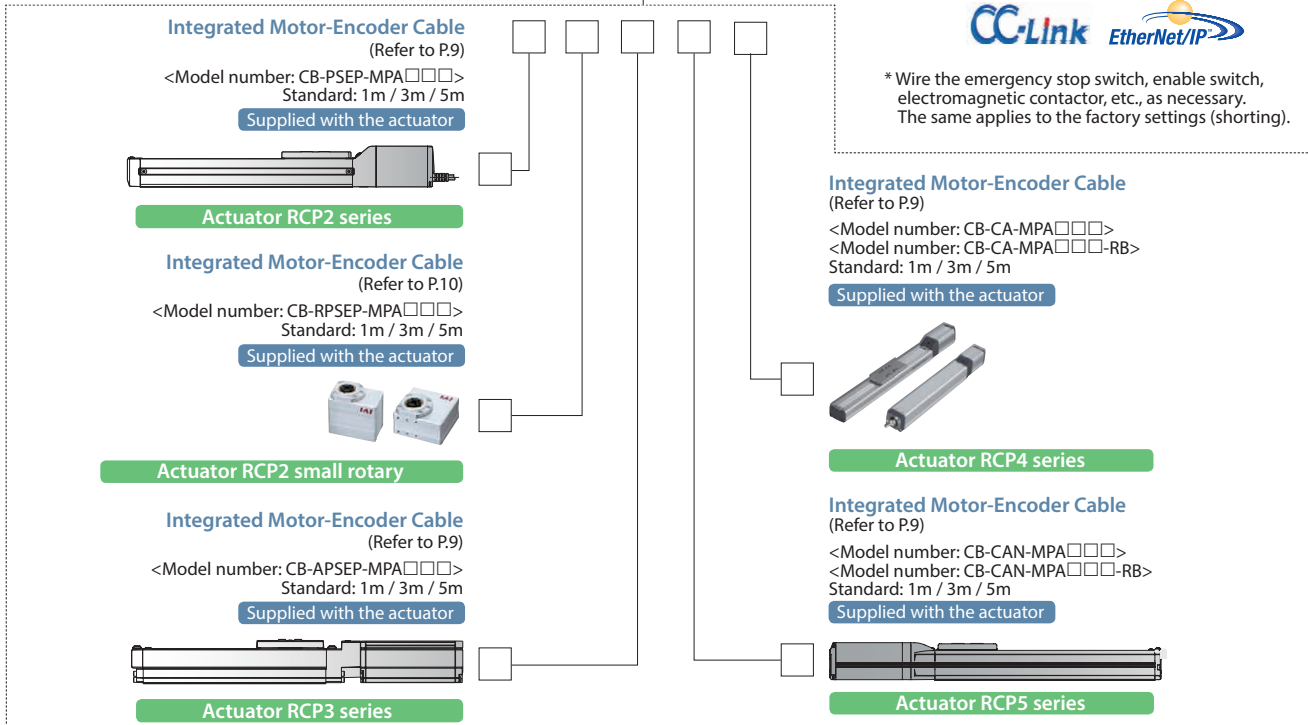 Integrated Motor-Encoder Cable
(Refer to P.9)
<Model number: CB-PSEP-MPA□□□>
Standard: 1m / 3m / 5m
Supplied with the actuator
Actuator RCP2 series
Integrated Motor-Encoder Cable
(Refer to P.10)
<Model number: CB-RPSEP-MPA□□□>
Standard: 1m / 3m / 5m
Supplied with the actuator
IAI
IAI
Actuator RCP2 small rotary
Integrated Motor-Encoder Cable
(Refer to P.9)
<Model number: CB-APSEP-MPA□□□>
Standard: 1m / 3m / 5m
Supplied with the actuator
Actuator RCP3 series
CC-Link
EtherNet/IP
* Wire the emergency stop switch, enable switch,
electromagnetic contactor, etc., as necessary.
The same applies to the factory settings (shorting).
Integrated Motor-Encoder Cable
(Refer to P.9)
<Model number: CB-CA-MPA□□□>
<Model number: CB-CA-MPA□□□-RB>
Standard: 1m / 3m / 5m
Supplied with the actuator
Actuator RCP4 series
Integrated Motor-Encoder Cable
(Refer to P.9)
<Model number: CB-CAN-MPA□□□>
<Model number: CB-CAN-MPA□□□-RB>
Standard: 1m / 3m / 5m
Supplied with the actuator
Actuator RCP5 series